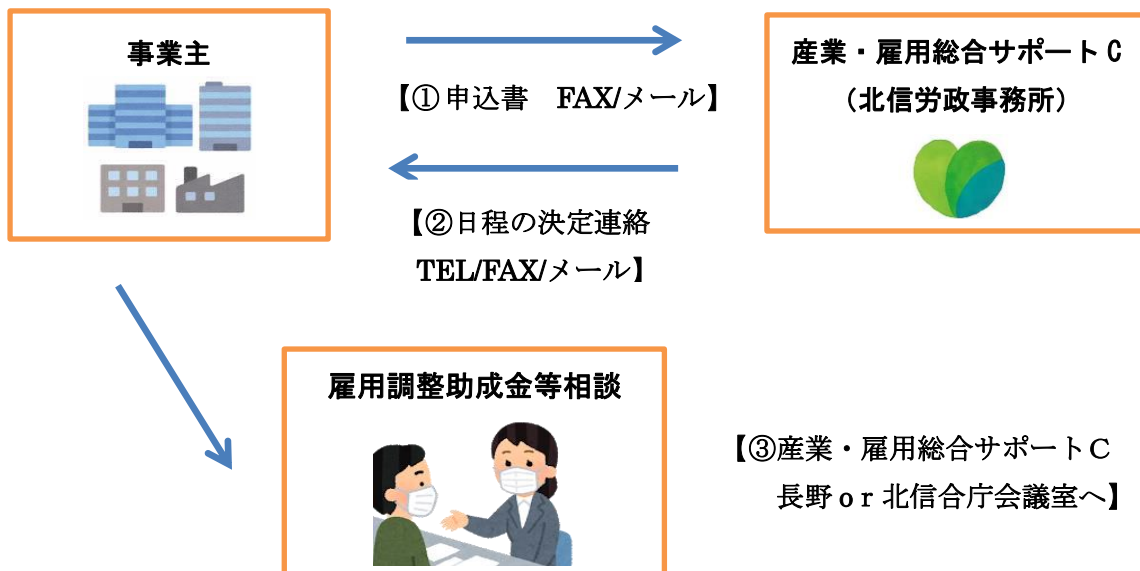 事業主
【①申込書　FAX/メール】
産業・雇用総合サポートC
（北信労政事務所）
【②日程の決定連絡
TEL/FAX/メール】
雇用調整助成金等相談
【③産業・雇用総合サポートＣ
長野ｏｒ北信合庁会議室へ】